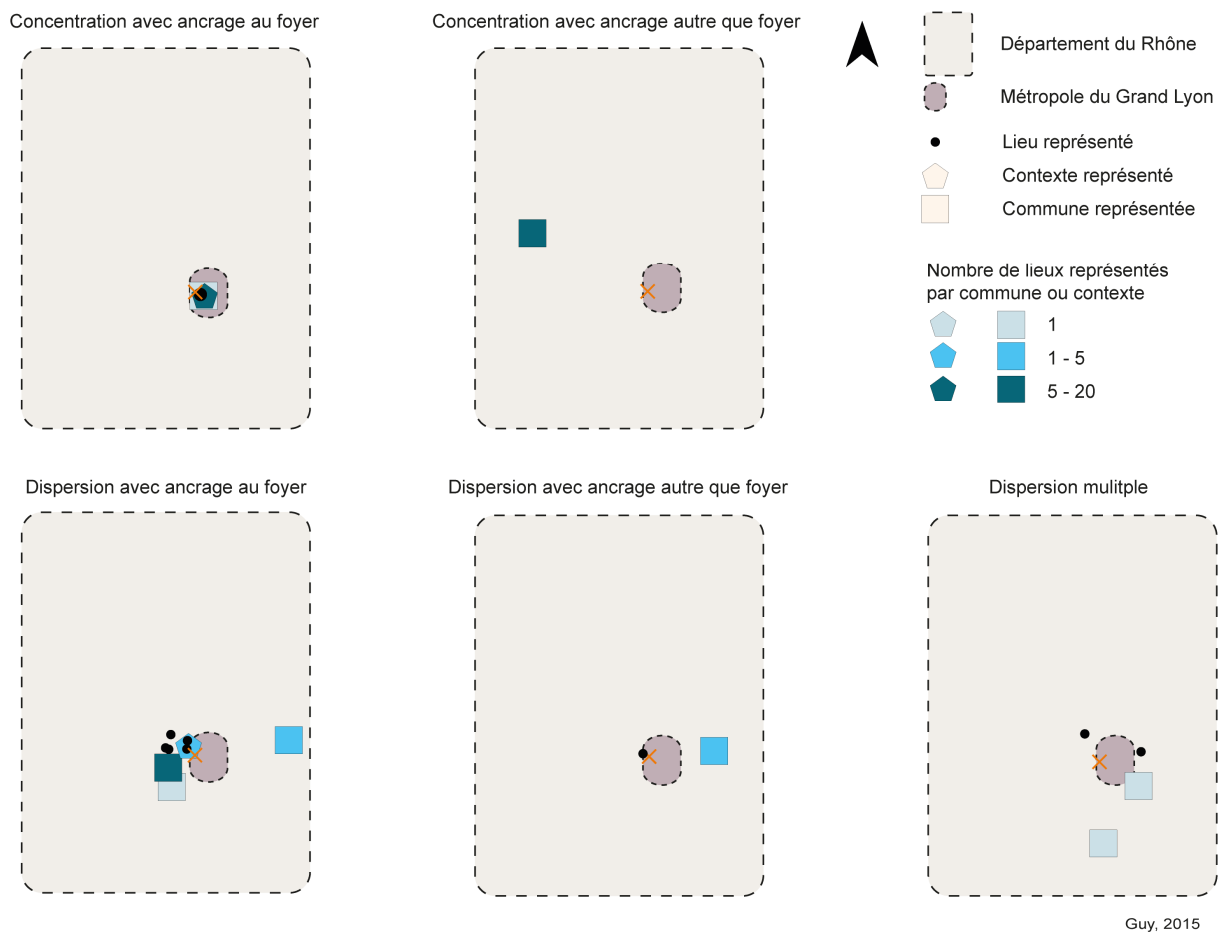 Concentration avec ancrage au foyer
Concentration avec ancrage autre que foyer
Département du Rhône
Métropole du Grand Lyon
Lieu représenté
Contexte représenté
Commune représentée
Nombre de lieux représentés
par commune ou contexte
1
1 - 5
5 - 20
Dispersion avec ancrage au foyer
Dispersion avec ancrage autre que foyer
Dispersion mulitple
Guy, 2015